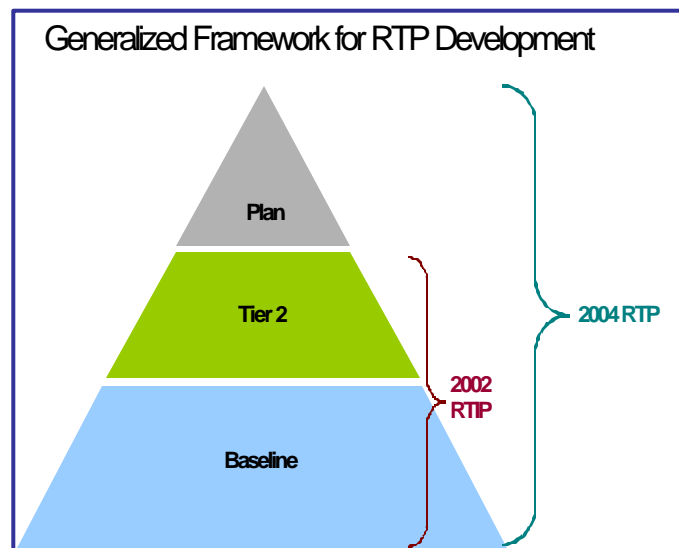 Generalized Framework for RTP Development
Plan
Tier 2
2004 RTP
2002
RTIP
Baseline